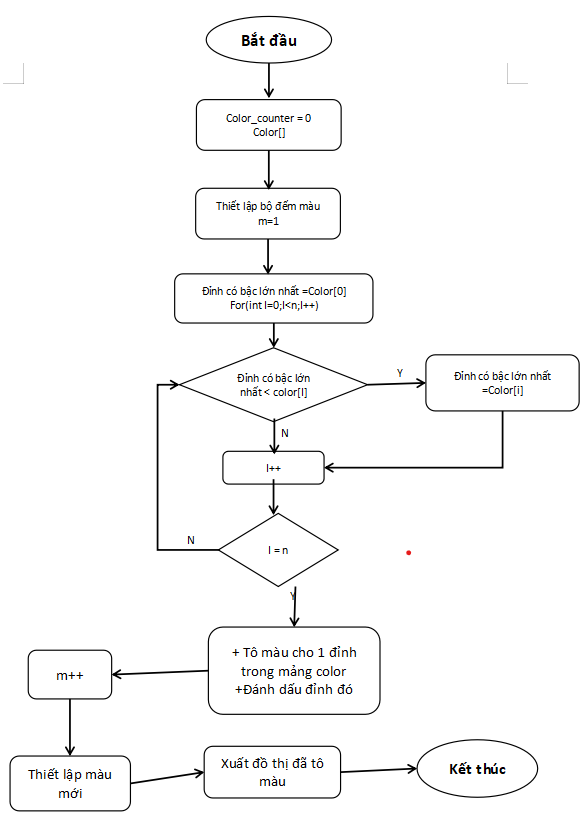 Bắt đầu
Color_counter = 0
Color[]
Thiết lập bộ đếm màu
m=1
Đỉnh có bậc lớn nhất =Color[0]
For(int I=0;I<n;I++)
Đỉnh có bậc lớn
nhất < color[I]
Y
Đỉnh có bậc lớn nhất
=Color[i]
N
I++
I = n
N
Y
+ Tô màu cho 1 đỉnh
trong mảng color
+Đánh dấu đỉnh đó
m++
Thiết lập màu
mới
Xuất đồ thị đã tô
màu
Kết thúc